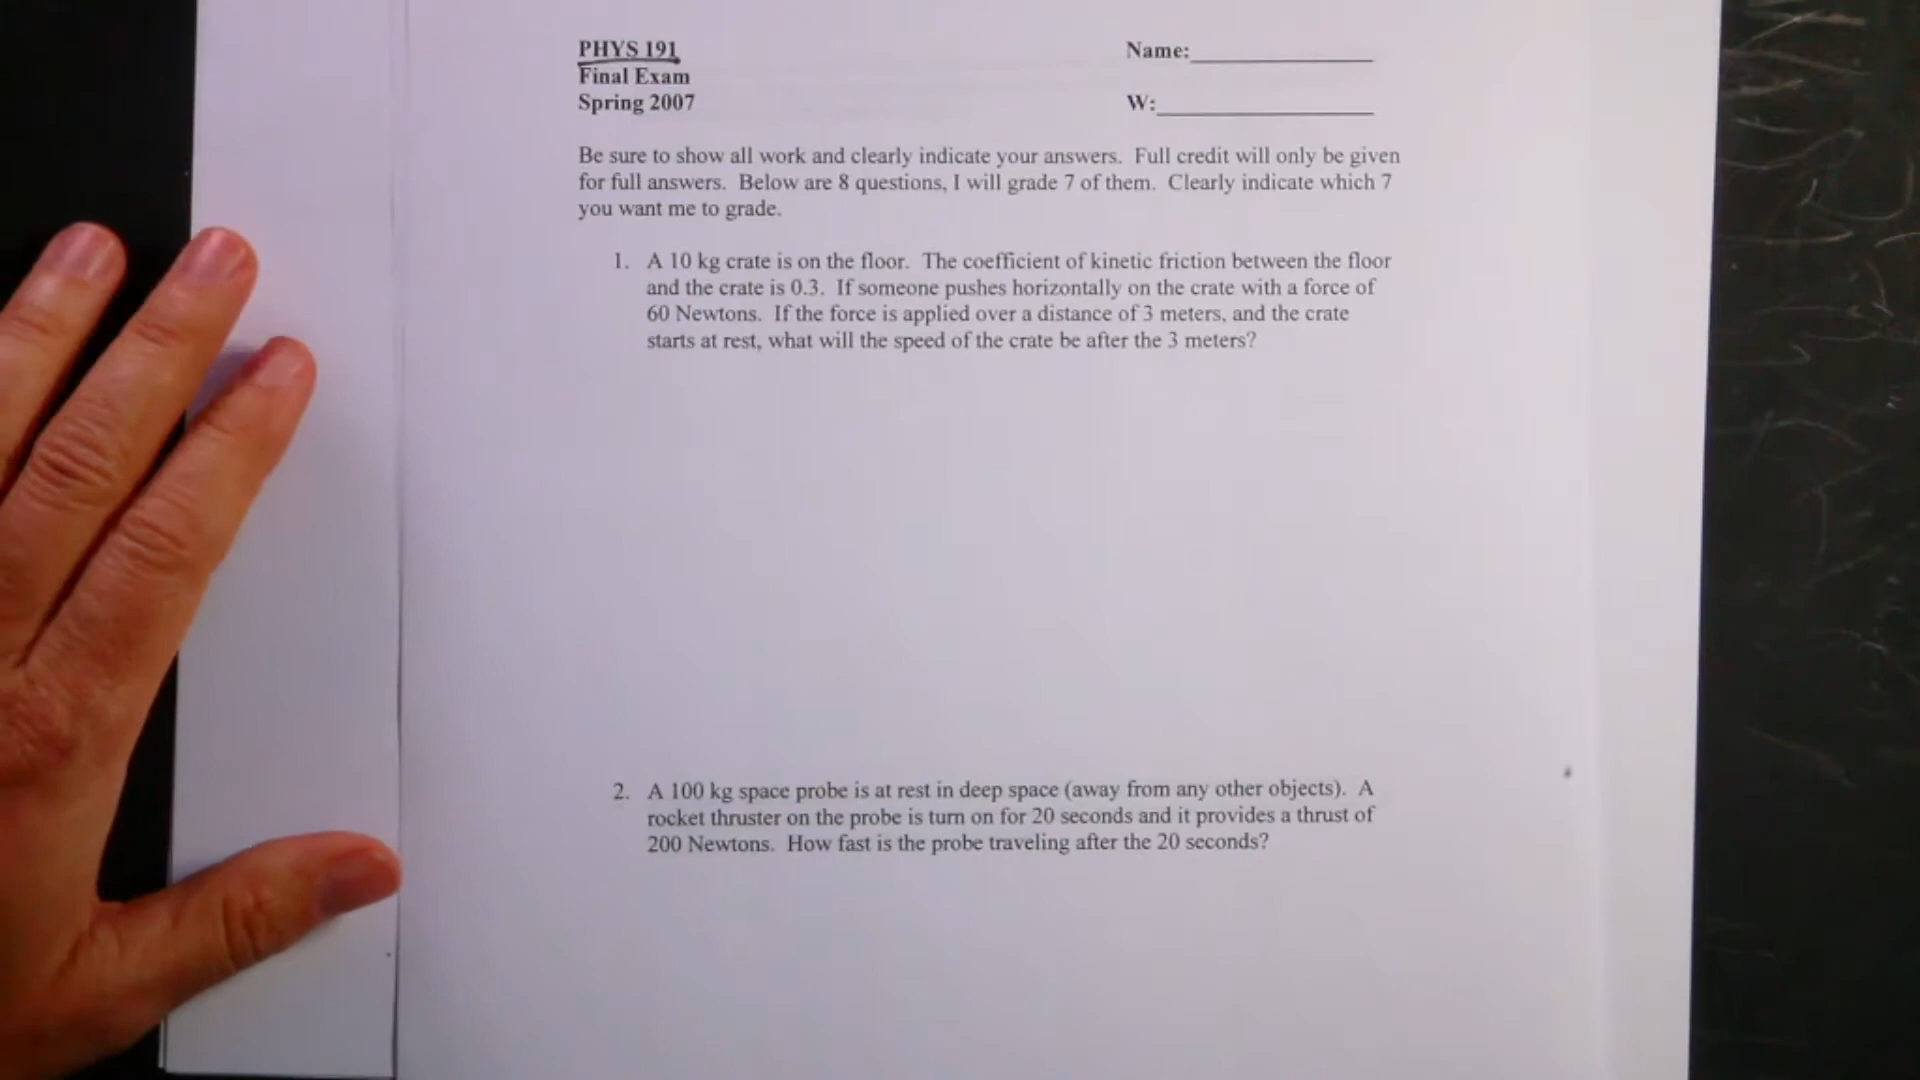 PHYS 191
Name:
Final Exam
Spring 2007
W:
Be sure to show all work and clearly indicate your answers. Full credit will only be given
for full answers. Below are 8 questions, I will grade 7 of them. Clearly indicate which 7
you want me to grade.
1. A 10 kg crate is on the floor. The coefficient of kinetic friction between the floor
and the crate is 0.3. If someone pushes horizontally on the crate with a force of
60 Newtons. If the force is applied over a distance of 3 meters, and the crate
starts at rest, what will the speed of the crate be after the 3 meters?
2. A 100 kg space probe is at rest in deep space (away from any other objects). A
rocket thruster on the probe is turn on for 20 seconds and it provides a thrust of
200 Newtons. How fast is the probe traveling after the 20 seconds?